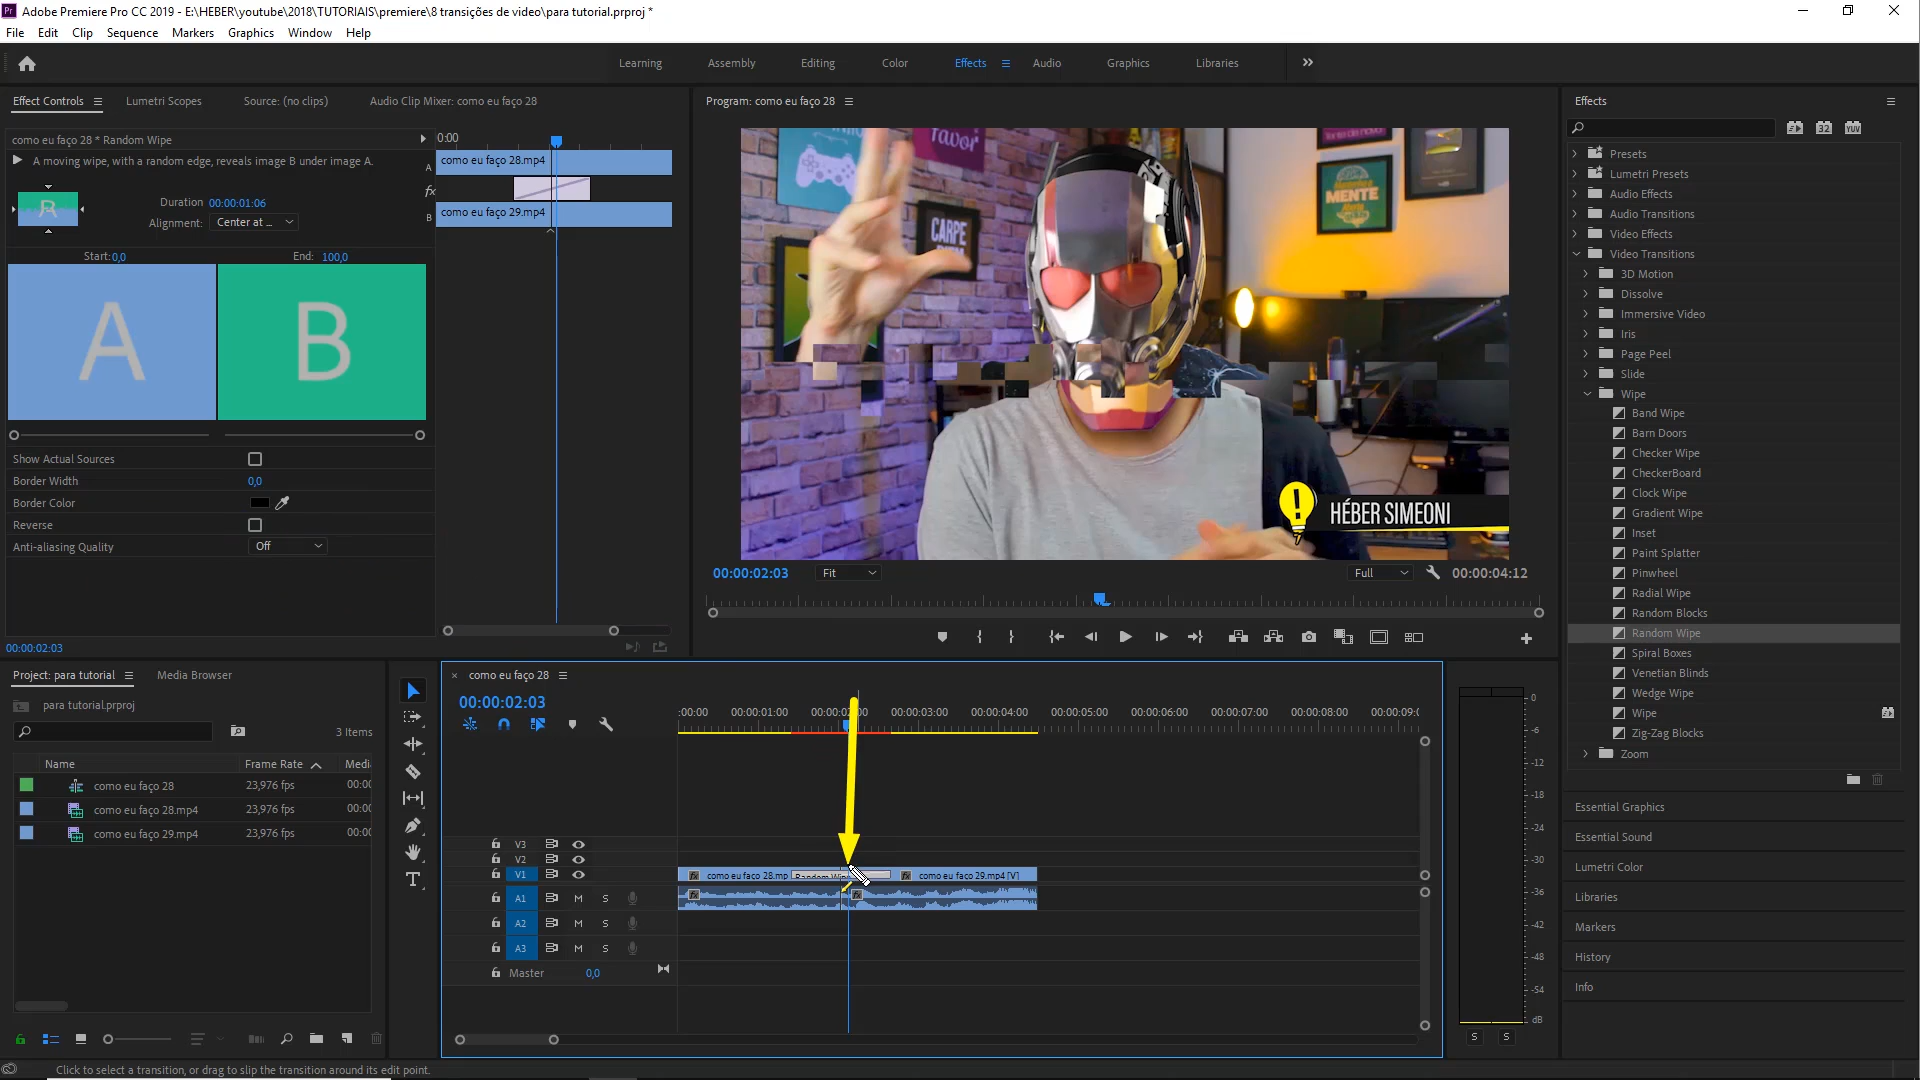 Adobe Premiere Pro CC 2019 - E:\HEBER\youtube\2018\TUTORIAIS\premiere\8 transições de video\para tutorial.prproj *
File Edit Clip Sequence Markers Graphics Window Help
Learning Assembly Editing Color Effects Audio Graphics Libraries
Effect Controls Lumetri Scopes Source: (no clips) Audio Clip Mixer: como eu faço 28
como eu faço 28 * Random Wipe
A moving wipe, with a random edge, reveals image B under image A.
Duration 00:00:01:06
Alignment: Center at ...
Start: 0,0 End: 100,0
A B
Show Actual Sources
Border Width 0,0
Border Color
Reverse
Anti-aliasing Quality Off
0:00
A como eu faço 28.mp4
fx
B como eu faço 29.mp4
00:00:02:03
Program: como eu faço 28
favor
CARPE
MENTE
HÉBER SIMEONI
00:00:02:03 Fit Full 00:00:04:12
Effects
32 YUV
Presets
Lumetri Presets
Audio Effects
Audio Transitions
Video Effects
Video Transitions
3D Motion
Dissolve
Immersive Video
Iris
Page Peel
Slide
Wipe
Band Wipe
Barn Doors
Checker Wipe
CheckerBoard
Clock Wipe
Gradient Wipe
Inset
Paint Splatter
Pinwheel
Radial Wipe
Random Blocks
Random Wipe
Spiral Boxes
Venetian Blinds
Wedge Wipe
Wipe
Zig-Zag Blocks
Zoom
Essential Graphics
Essential Sound
Lumetri Color
Libraries
Markers
History
Info
Project: para tutorial Media Browser
para tutorial.prproj
3 Items
Name Frame Rate Medi
como eu faço 28 23,976 fps 00:00
como eu faço 28.mp4 23,976 fps 00:00
como eu faço 29.mp4 23,976 fps 00:00
como eu faço 28
00:00:02:03
:00:00 00:00:01:00 00:00:03:00 00:00:04:00 00:00:05:00 00:00:06:00 00:00:07:00 00:00:08:00 00:00:09:0
V3
V2
V1 como eu faço 28.mp Random Wip como eu faço 29.mp4 [V]
A1 M S
A2 M S
A3 M S
Master 0,0
0
-6
-12
-18
-24
-30
-36
-42
-48
-54
dB
S S
Click to select a transition, or drag to slip the transition around its edit point.